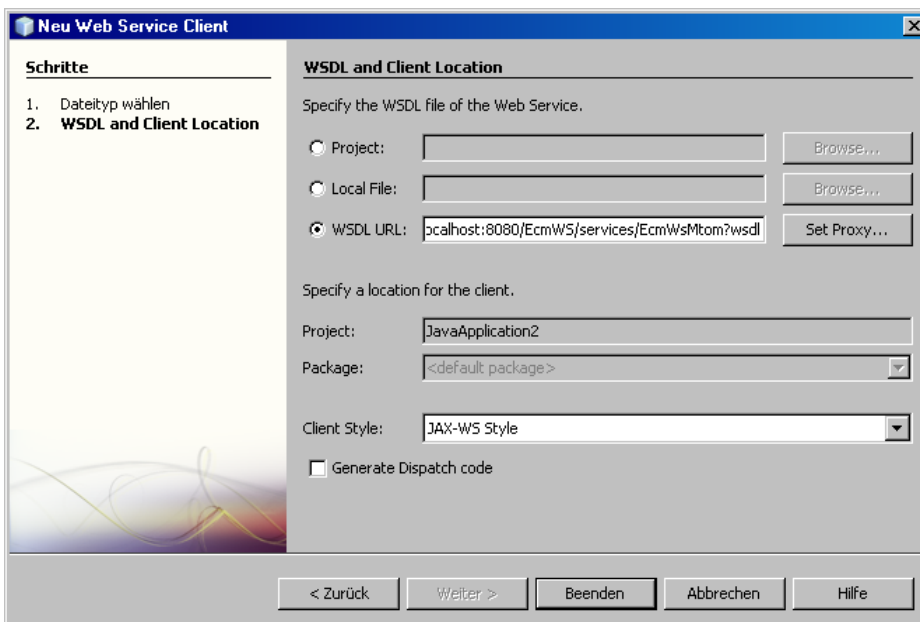 Neu Web Service Client
Schritte
1. Dateityp wählen
2. WSDL and Client Location
WSDL and Client Location
Specify the WSDL file of the Web Service.
Project: Browse...
Local File: Browse...
WSDL URL: ocalhost:8080/EcmWS/services/EcmWsMtom?wsdl Set Proxy...
Specify a location for the client.
Project: JavaApplication2
Package: <default package>
Client Style: JAX-WS Style
Generate Dispatch code
< Zurück Weiter > Beenden Abbrechen Hilfe